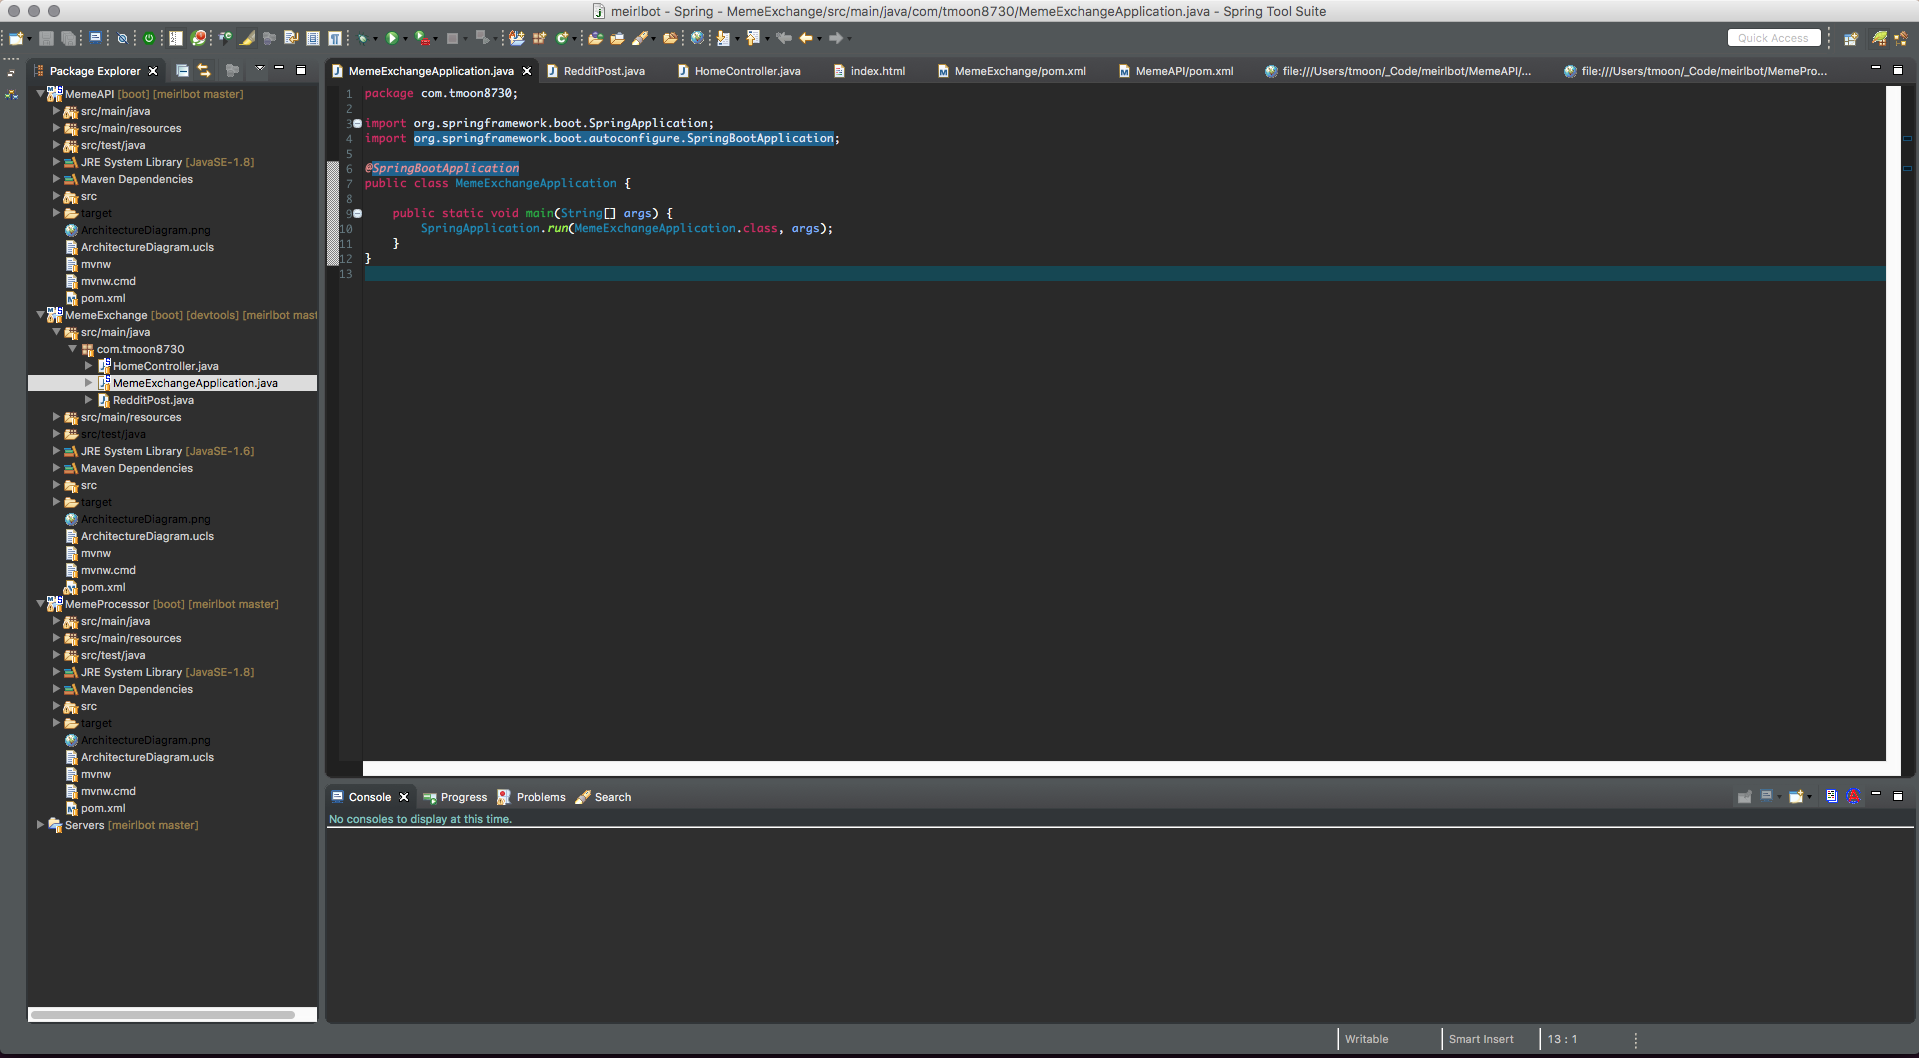 meirlbot - Spring - MemeExchange/src/main/java/com/tmoon8730/MemeExchangeApplication.java - Spring Tool Suite
Quick Access
Package Explorer
MemeAPI [boot] [meirlbot master]
src/main/java
src/main/resources
src/test/java
JRE System Library [JavaSE-1.8]
Maven Dependencies
src
target
ArchitectureDiagram.png
ArchitectureDiagram.ucls
mvnw
mvnw.cmd
pom.xml
MemeExchange [boot] [devtools] [meirlbot mast
src/main/java
com.tmoon8730
HomeController.java
MemeExchangeApplication.java
RedditPost.java
src/main/resources
src/test/java
JRE System Library [JavaSE-1.6]
Maven Dependencies
src
target
ArchitectureDiagram.png
ArchitectureDiagram.ucls
mvnw
mvnw.cmd
pom.xml
MemeProcessor [boot] [meirlbot master]
src/main/java
src/main/resources
src/test/java
JRE System Library [JavaSE-1.8]
Maven Dependencies
src
target
ArchitectureDiagram.png
ArchitectureDiagram.ucls
mvnw
mvnw.cmd
pom.xml
Servers [meirlbot master]
MemeExchangeApplication.java RedditPost.java HomeController.java index.html MemeExchange/pom.xml MemeAPI/pom.xml file:///Users/tmoon/_Code/meirlbot/MemeAPI/... file:///Users/tmoon/_Code/meirlbot/MemePro...
1 package com.tmoon8730;
2
3 import org.springframework.boot.SpringApplication;
4 import org.springframework.boot.autoconfigure.SpringBootApplication;
5
6 @SpringBootApplication
7 public class MemeExchangeApplication {
8
9 public static void main(String[] args) {
10 SpringApplication.run(MemeExchangeApplication.class, args);
11 }
12 }
13
Console Progress Problems Search
No consoles to display at this time.
Writable Smart Insert 13 : 1